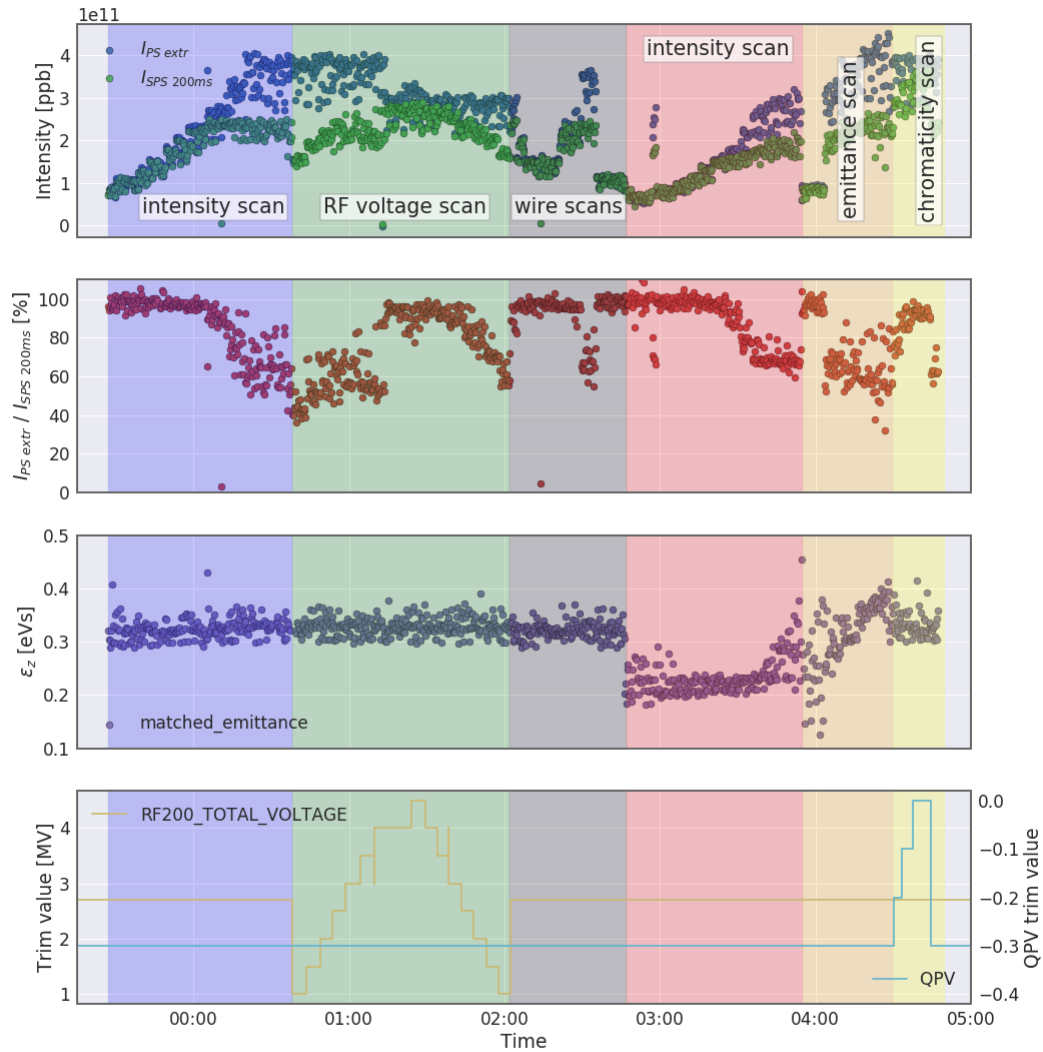 1e11
I_PS extr
I_SPS 200ms
intensity scan
RF voltage scan
wire scans
intensity scan
emittance scan
chromaticity scan
Intensity [ppb]
4
3
2
1
0
I_PS extr / I_SPS 200ms [%]
100
80
60
40
20
0
ε_z [eVs]
0.5
0.4
0.3
0.2
0.1
matched_emittance
RF200_TOTAL_VOLTAGE
Trim value [MV]
4
3
2
1
QPV trim value
0.0
−0.1
−0.2
−0.3
−0.4
QPV
00:00 01:00 02:00 03:00 04:00 05:00
Time